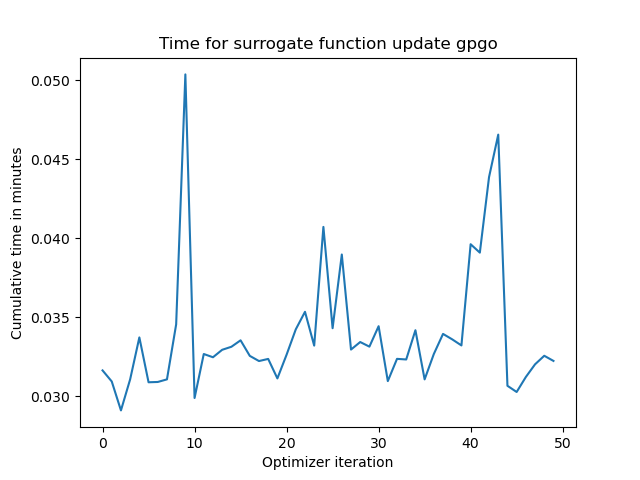 Time for surrogate function update gpgo
Cumulative time in minutes
0.050
0.045
0.040
0.035
0.030
0 10 20 30 40 50
Optimizer iteration